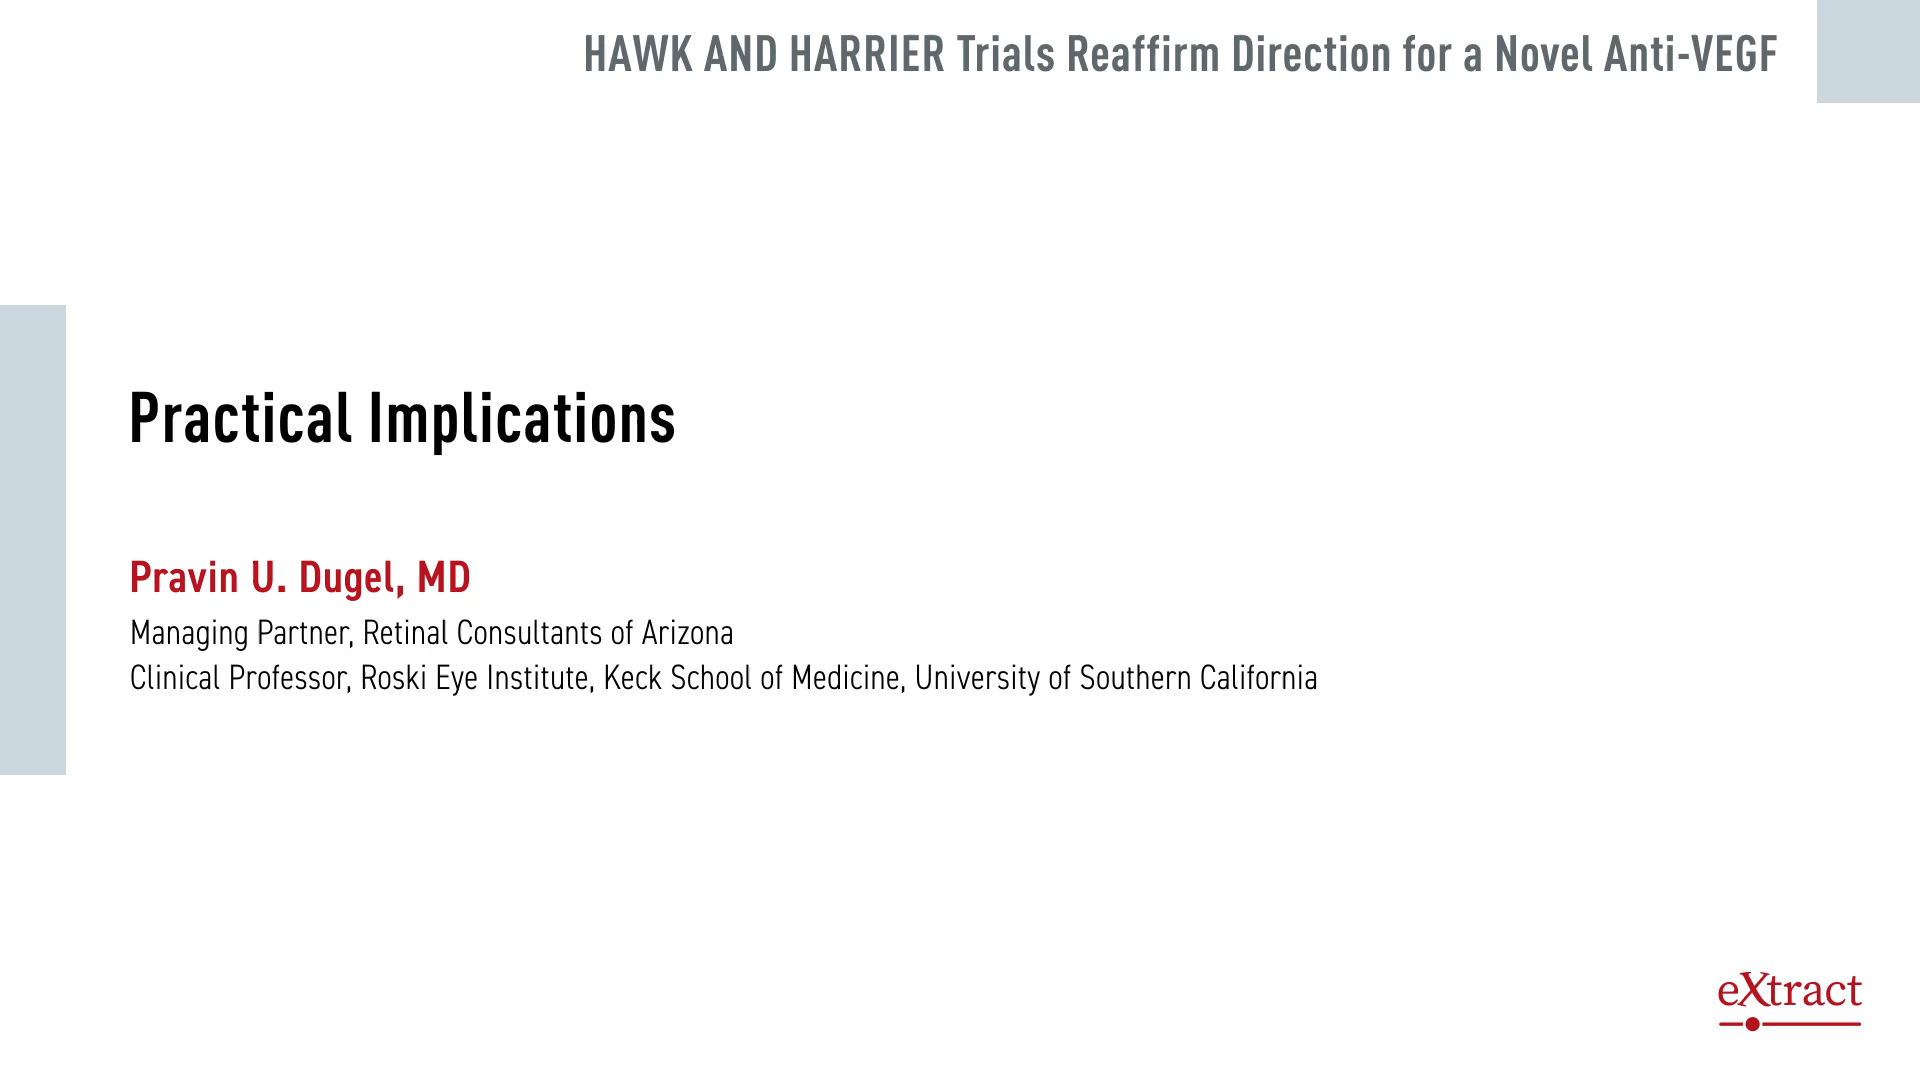 HAWK AND HARRIER Trials Reaffirm Direction for a Novel Anti-VEGF
Practical Implications
Pravin U. Dugel, MD
Managing Partner, Retinal Consultants of Arizona
Clinical Professor, Roski Eye Institute, Keck School of Medicine, University of Southern California
eXtract